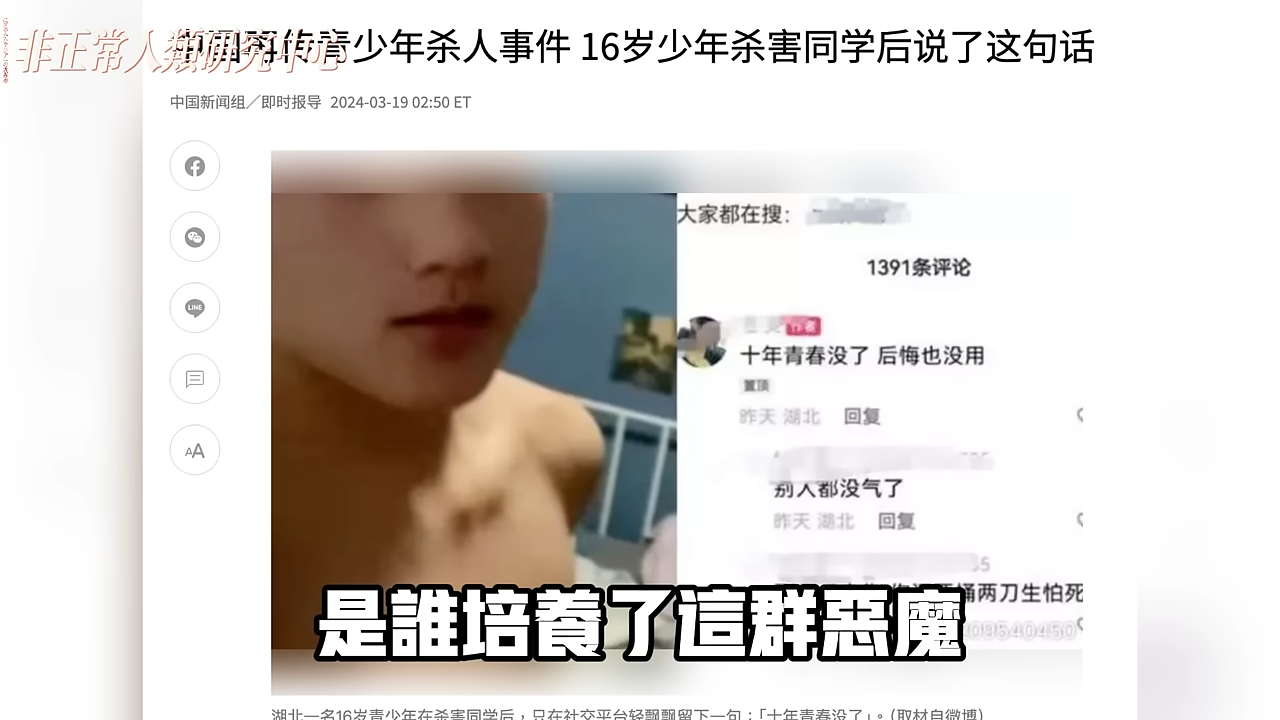 非正常人類研究中心
中国再传青少年杀人事件 16岁少年杀害同学后说了这句话
中国新闻组／即时报导 2024-03-19 02:50 ET
大家都在搜：
1391条评论
作者
十年青春没了 后悔也没用
置顶
昨天 湖北 回复
别人都没气了
昨天 湖北 回复
LINE
AA
捅两刀生怕死
是誰培養了這群惡魔
湖北一名16岁青少年在杀害同学后，只在社交平台轻飘飘留下一句：「十年青春没了」。（取材自微博）